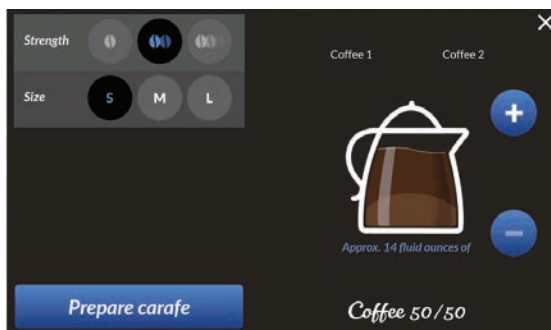 Strength
Coffee 1 Coffee 2
Size S M L
Approx. 14 fluid ounces of
Prepare carafe
Coffee 50/50